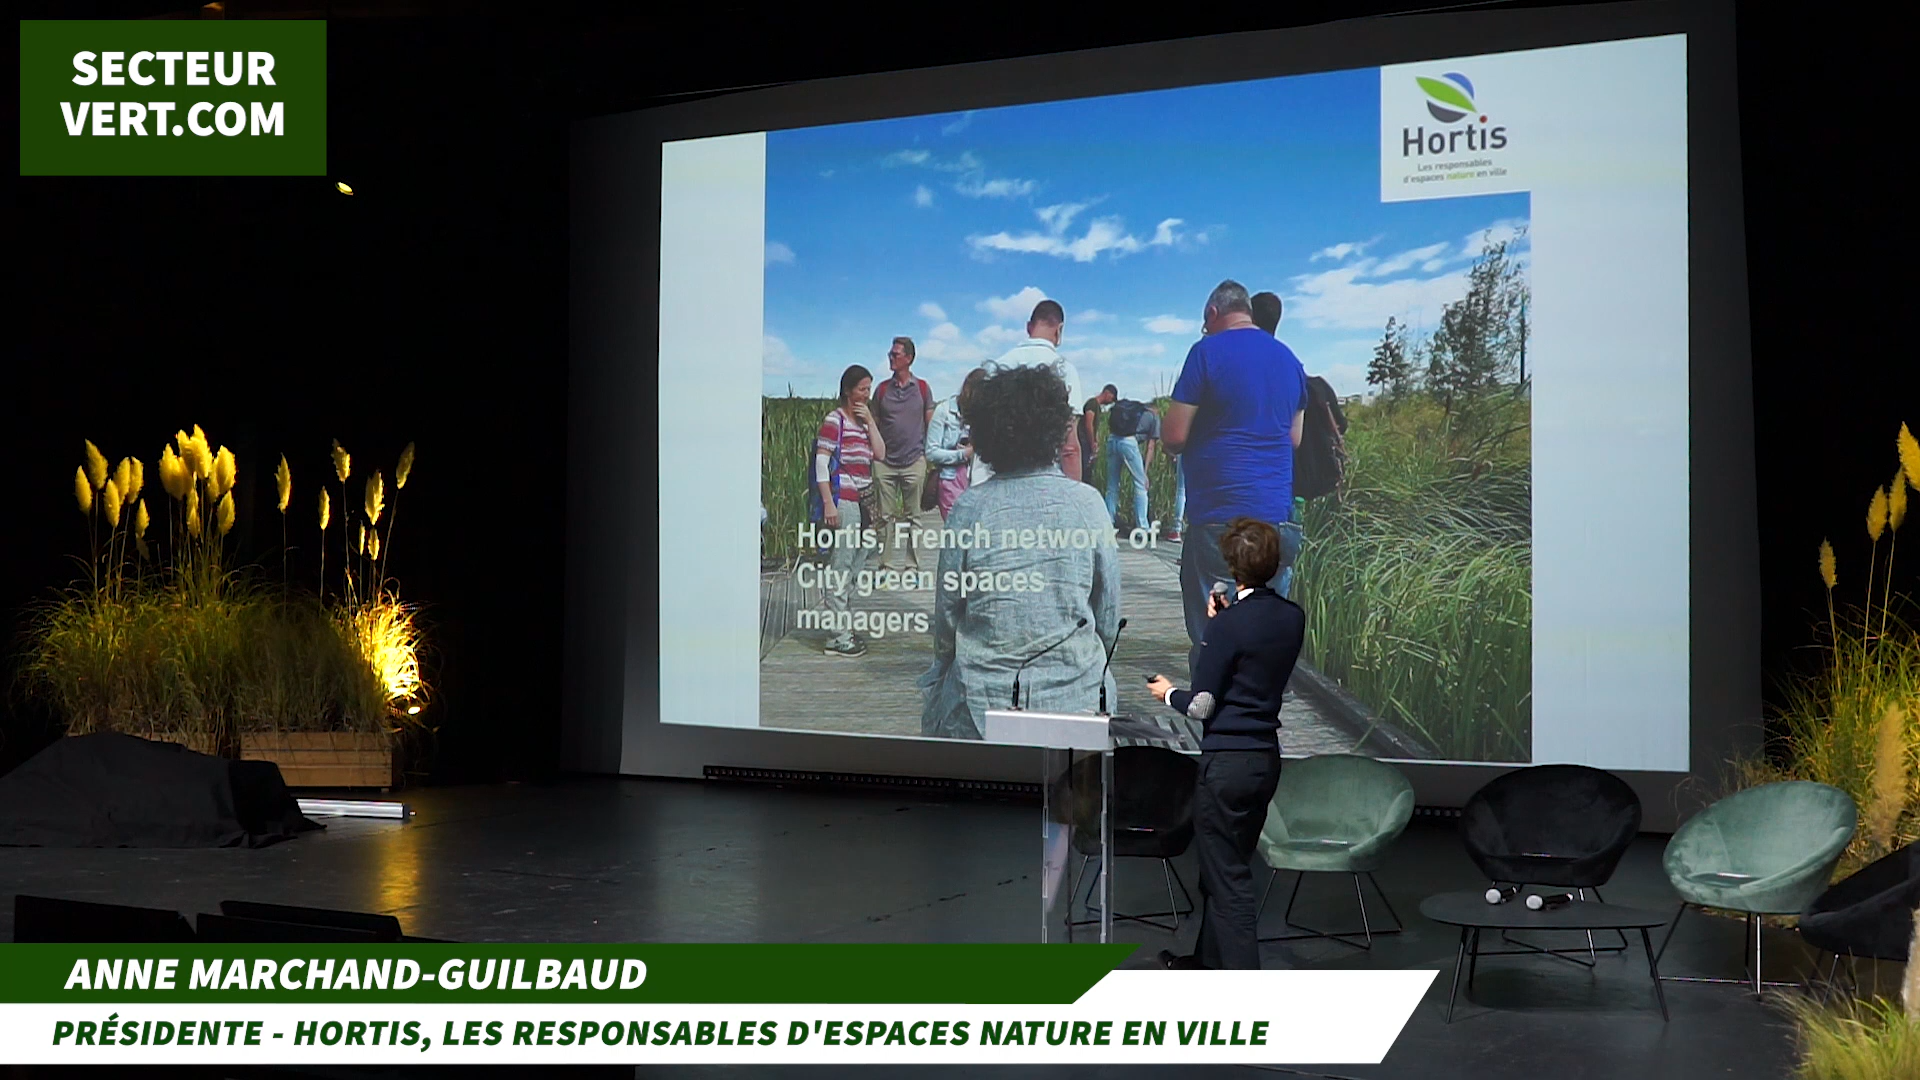 SECTEUR
VERT.COM
Hortis
Les responsables
d'espaces nature en ville
Hortis, French network of
City green spaces
managers
ANNE MARCHAND-GUILBAUD
PRÉSIDENTE - HORTIS, LES RESPONSABLES D'ESPACES NATURE EN VILLE